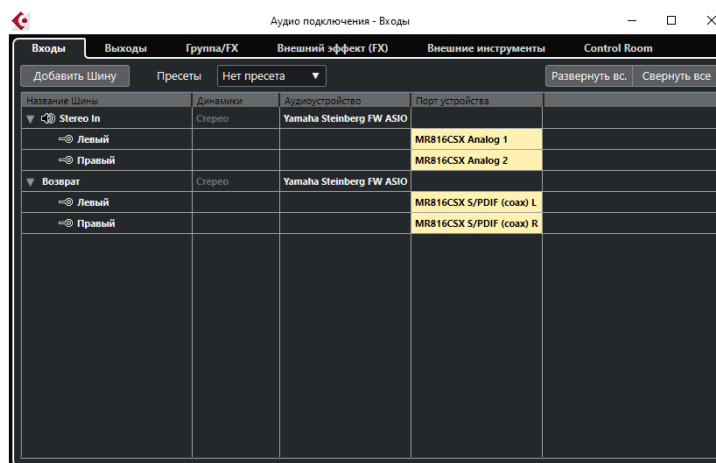 Аудио подключения - Входы
Входы Выходы Группа/FX Внешний эффект (FX) Внешние инструменты Control Room
Добавить Шину Пресеты Нет пресета Развернуть вс. Свернуть все
Название Шины Динамики Аудиоустройство Порт устройства
Stereo In Стерео Yamaha Steinberg FW ASIO
Левый MR816CSX Analog 1
Правый MR816CSX Analog 2
Возврат Стерео Yamaha Steinberg FW ASIO
Левый MR816CSX S/PDIF (coax) L
Правый MR816CSX S/PDIF (coax) R